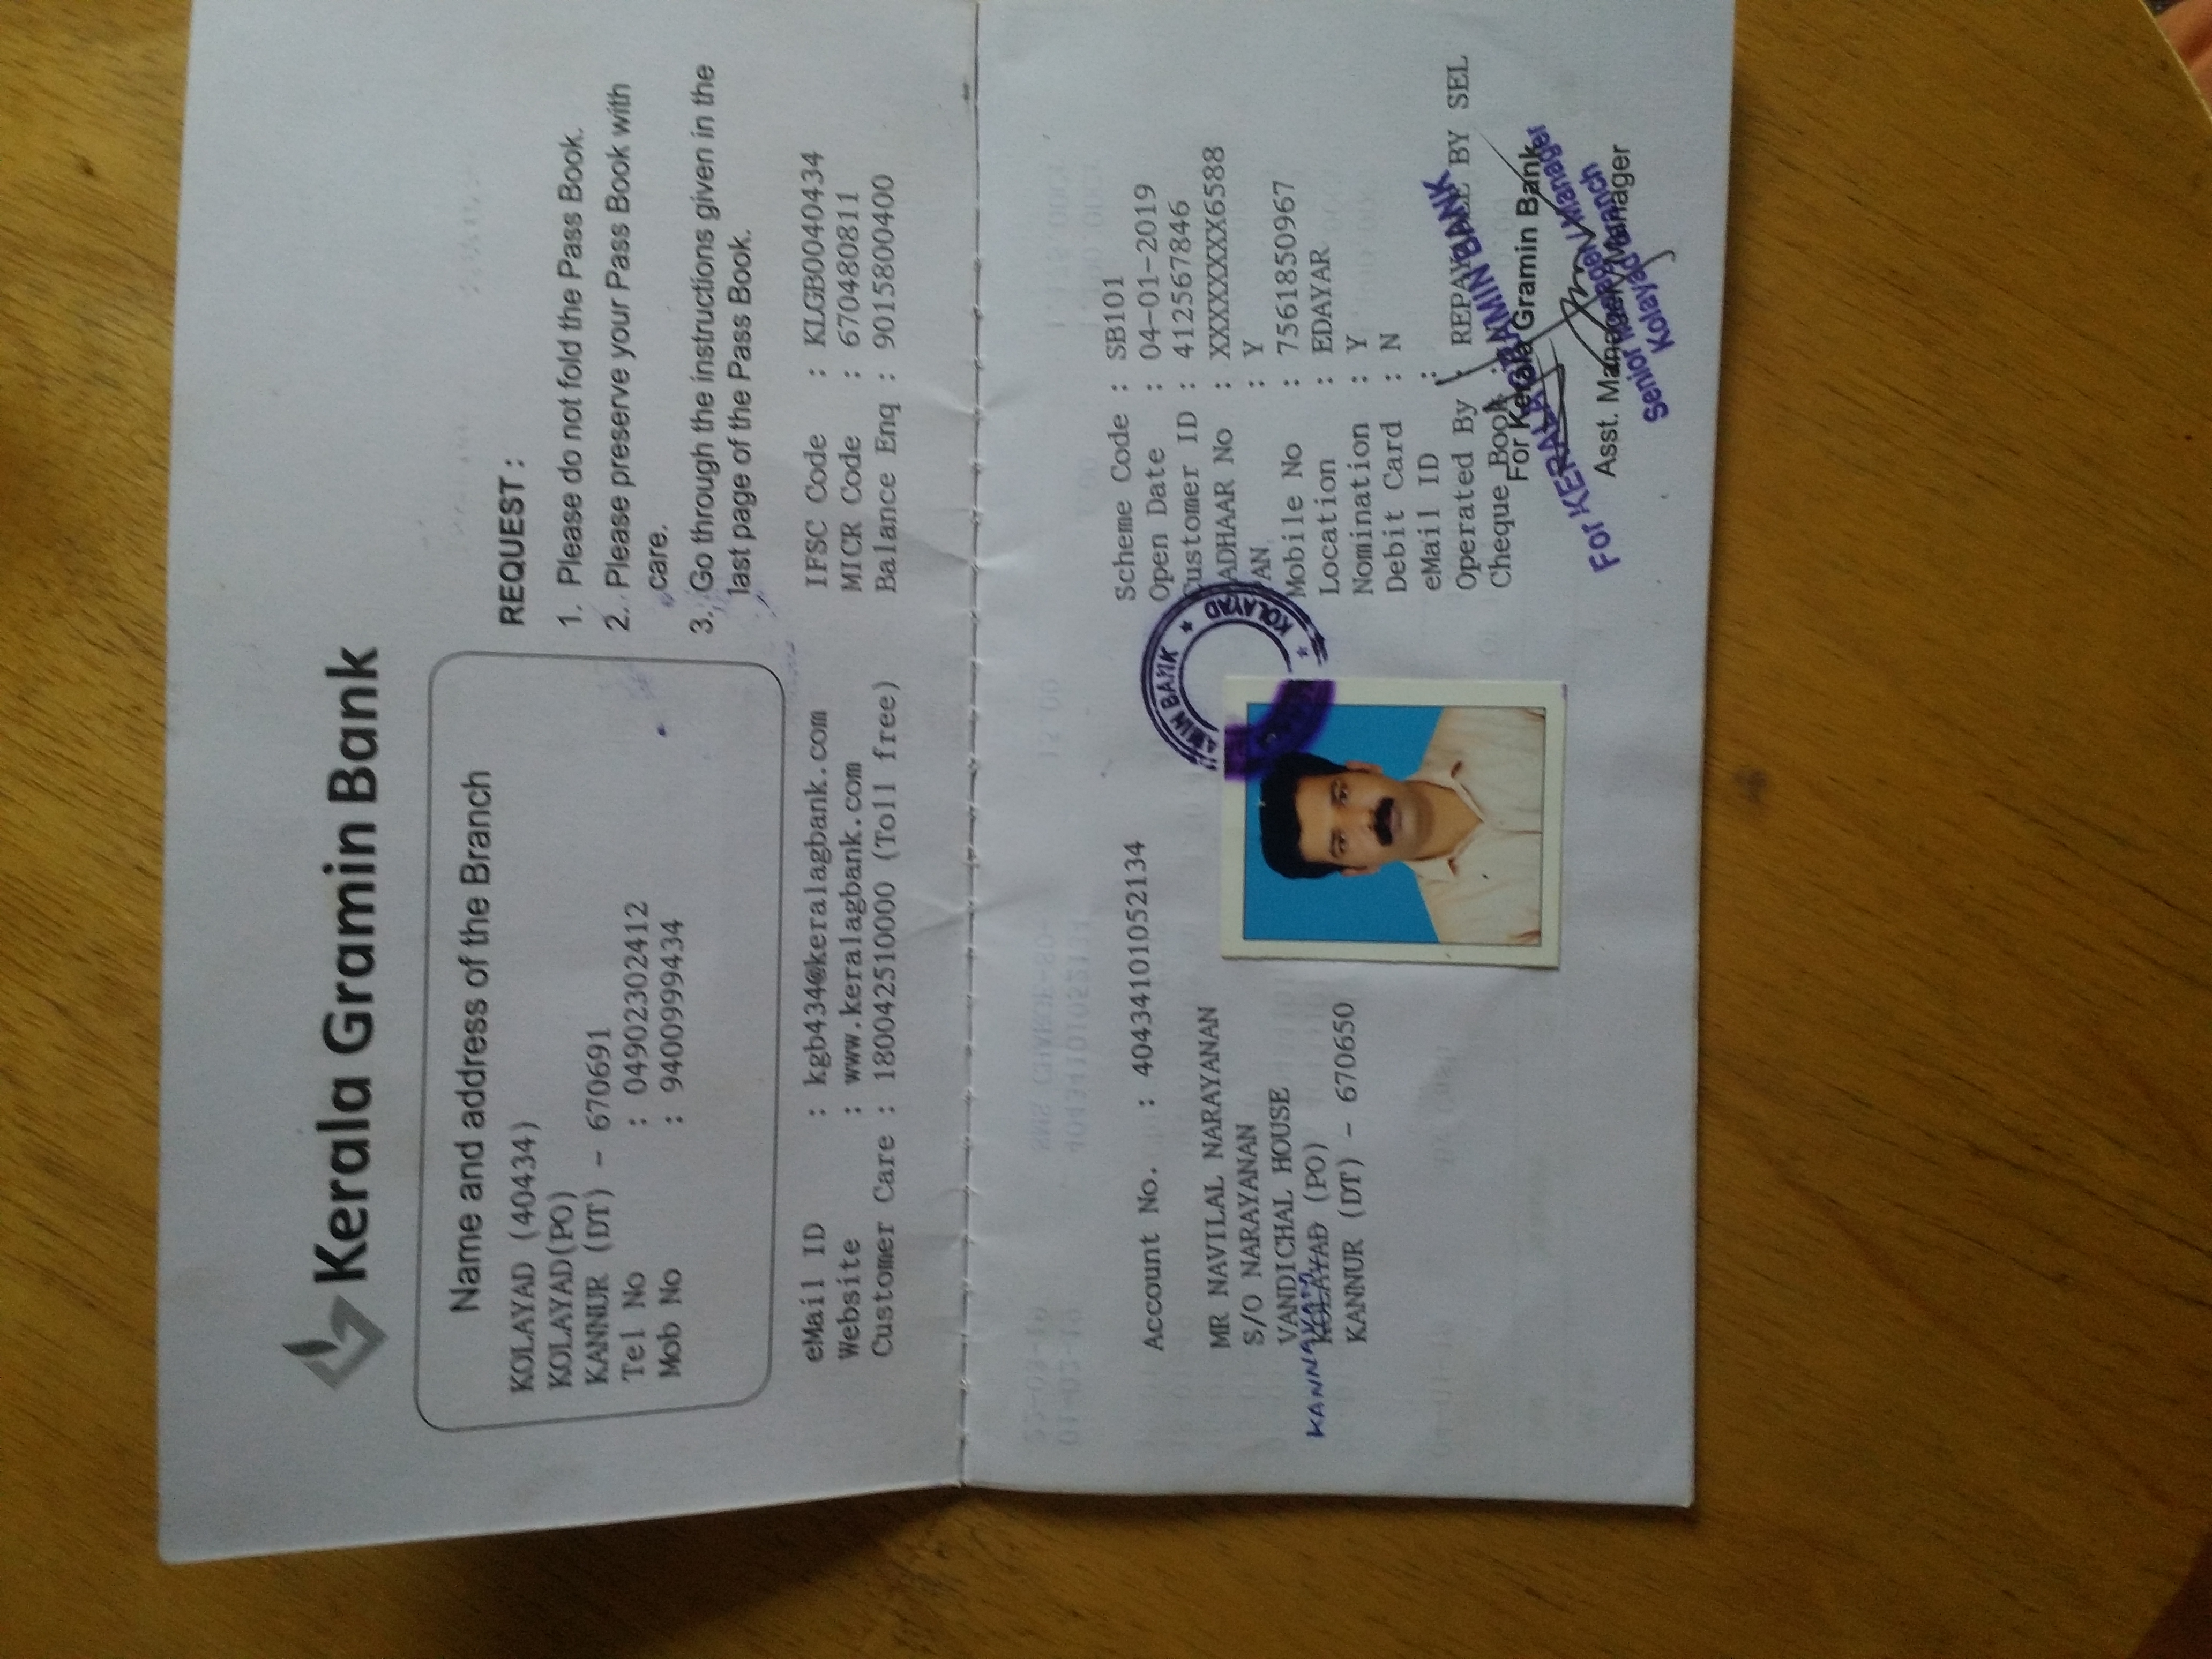 Kerala Gramin Bank
Name and address of the Branch
KOLAYAD (40434)
KOLAYAD(PO)
KANNUR (DT) - 670691
Tel No : 04902302412
Mob No : 9400999434
REQUEST :
1. Please do not fold the Pass Book.
2. Please preserve your Pass Book with
care.
3. Go through the instructions given in the
last page of the Pass Book.
eMail ID : kgb434@keralagbank.com
Website : www.keralagbank.com
Customer Care : 180042510000 (Toll free)
IFSC Code : KLGB0040434
MICR Code : 670480811
Balance Enq : 9015800400
Account No. : 40434101052134
MR NAVILAL NARAYANAN
S/O NARAYANAN
VANDICHAL HOUSE
KANNAVAM KOLAYAD (PO)
KANNUR (DT) - 670650
AMIN BANK ★ KOLAYAD ★
Scheme Code : SB101
Open Date : 04-01-2019
Customer ID : 412567846
AADHAAR No : XXXXXXXX6588
PAN : Y
Mobile No : 7561850967
Location : EDAYAR
Nomination : Y
Debit Card : N
eMail ID :
Operated By : REPAYABLE BY SEL
Cheque Book :
For Kerala Gramin Bank
Asst. Manager/Manager
For KERALA GRAMIN BANK
Senior Manager / Manager
Kolayad Branch